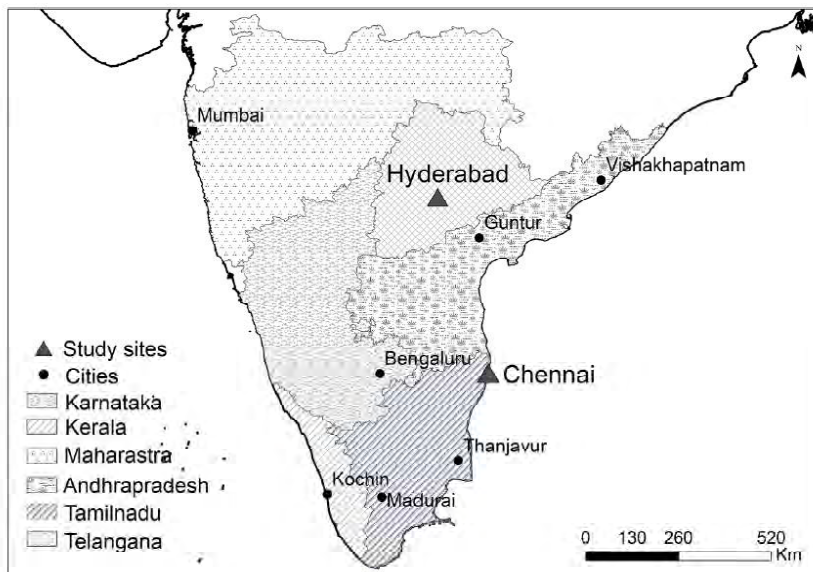 N
Mumbai
Vishakhapatnam
Hyderabad
Guntur
Study sites
Bengaluru
Chennai
Cities
Karnataka
Kerala
Maharastra
Thanjavur
Andhrapradesh
Kochin
Madurai
Tamilnadu
Telangana
0 130 260 520
Km